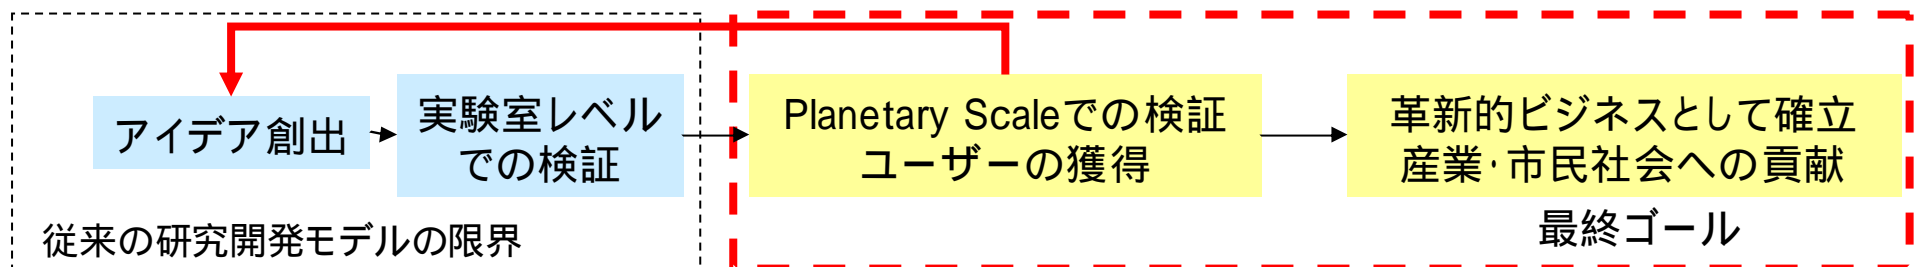 アイデア創出
実験室レベル
での検証
Planetary Scaleでの検証
ユーザーの獲得
革新的ビジネスとして確立
産業・市民社会への貢献
従来の研究開発モデルの限界
最終ゴール